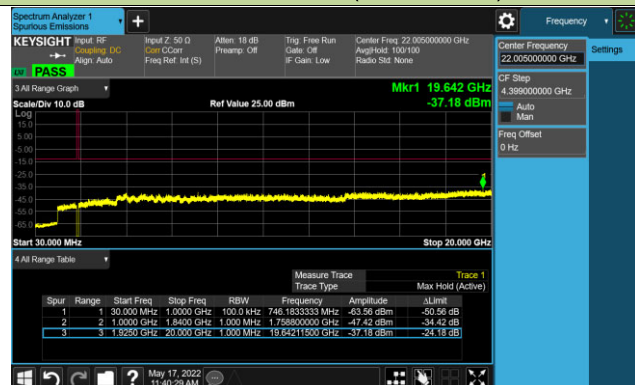 Spectrum Analyzer 1
Spurious Emissions
+
Frequency
KEYSIGHT
Input: RF
Coupling: DC
Align: Auto
Input Z: 50 Ω
Corr CCorr
Freq Ref: Int (S)
Atten: 18 dB
Preamp: Off
Trig: Free Run
Gate: Off
IF Gain: Low
Center Freq: 22.005000000 GHz
Avg|Hold: 100/100
Radio Std: None
PASS
Center Frequency
22.005000000 GHz
Settings
CF Step
4.399000000 GHz
Auto
Man
Freq Offset
0 Hz
3 All Range Graph
Mkr1 19.642 GHz
Scale/Div 10.0 dB
Ref Value 25.00 dBm
-37.18 dBm
Log
15.0
5.00
-5.00
-15.0
-25.0
-35.0
-45.0
-55.0
-65.0
1
Start 30.000 MHz
Stop 20.000 GHz
4 All Range Table
Measure Trace Trace 1
Trace Type Max Hold (Active)
Spur Range Start Freq Stop Freq RBW Frequency Amplitude ΔLimit
1 1 30.000 MHz 1.0000 GHz 100.0 kHz 746.1833333 MHz -63.56 dBm -50.56 dB
2 2 1.0000 GHz 1.8400 GHz 1.000 MHz 1.758800000 GHz -47.42 dBm -34.42 dB
3 3 1.9250 GHz 20.000 GHz 1.000 MHz 19.64211500 GHz -37.18 dBm -24.18 dB
?
May 17, 2022
11:40:29 AM